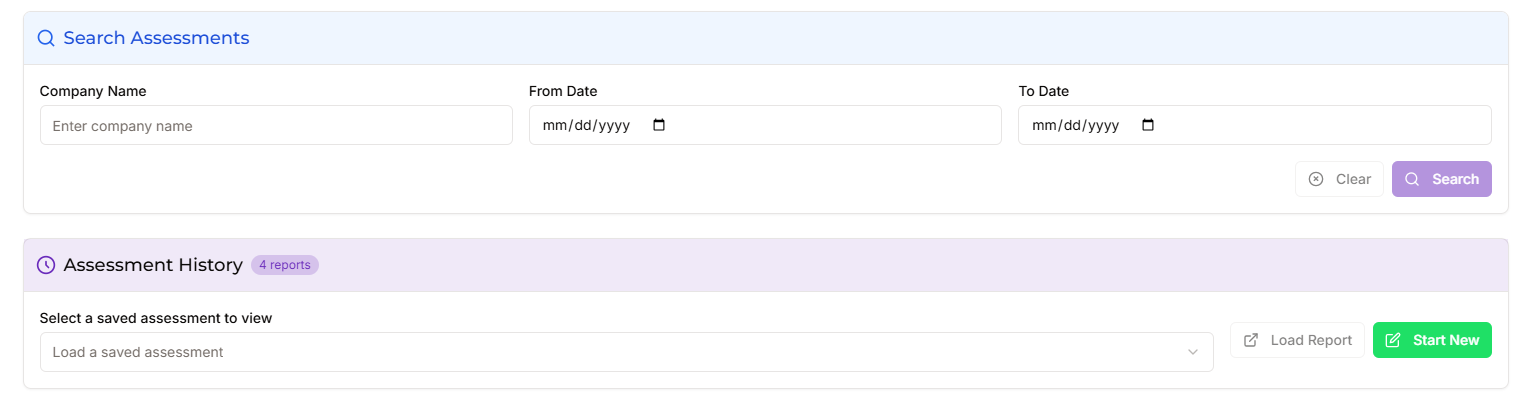 Search Assessments
Company Name From Date To Date
Enter company name mm/dd/yyyy mm/dd/yyyy
Clear Search
Assessment History 4 reports
Select a saved assessment to view
Load a saved assessment Load Report Start New